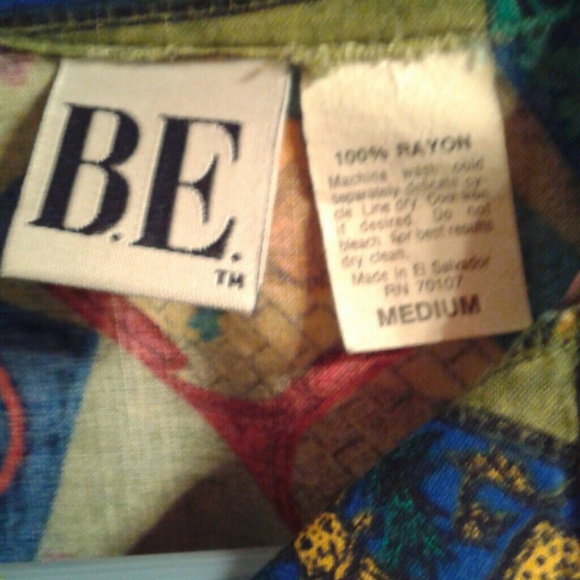 B.E.
TM
100% RAYON
Machine wash cold
separately delicate cy-
cle Line dry Cool iron
if desired. Do not
bleach for best results
dry clean.
Made in El Salvador
RN 70107
MEDIUM